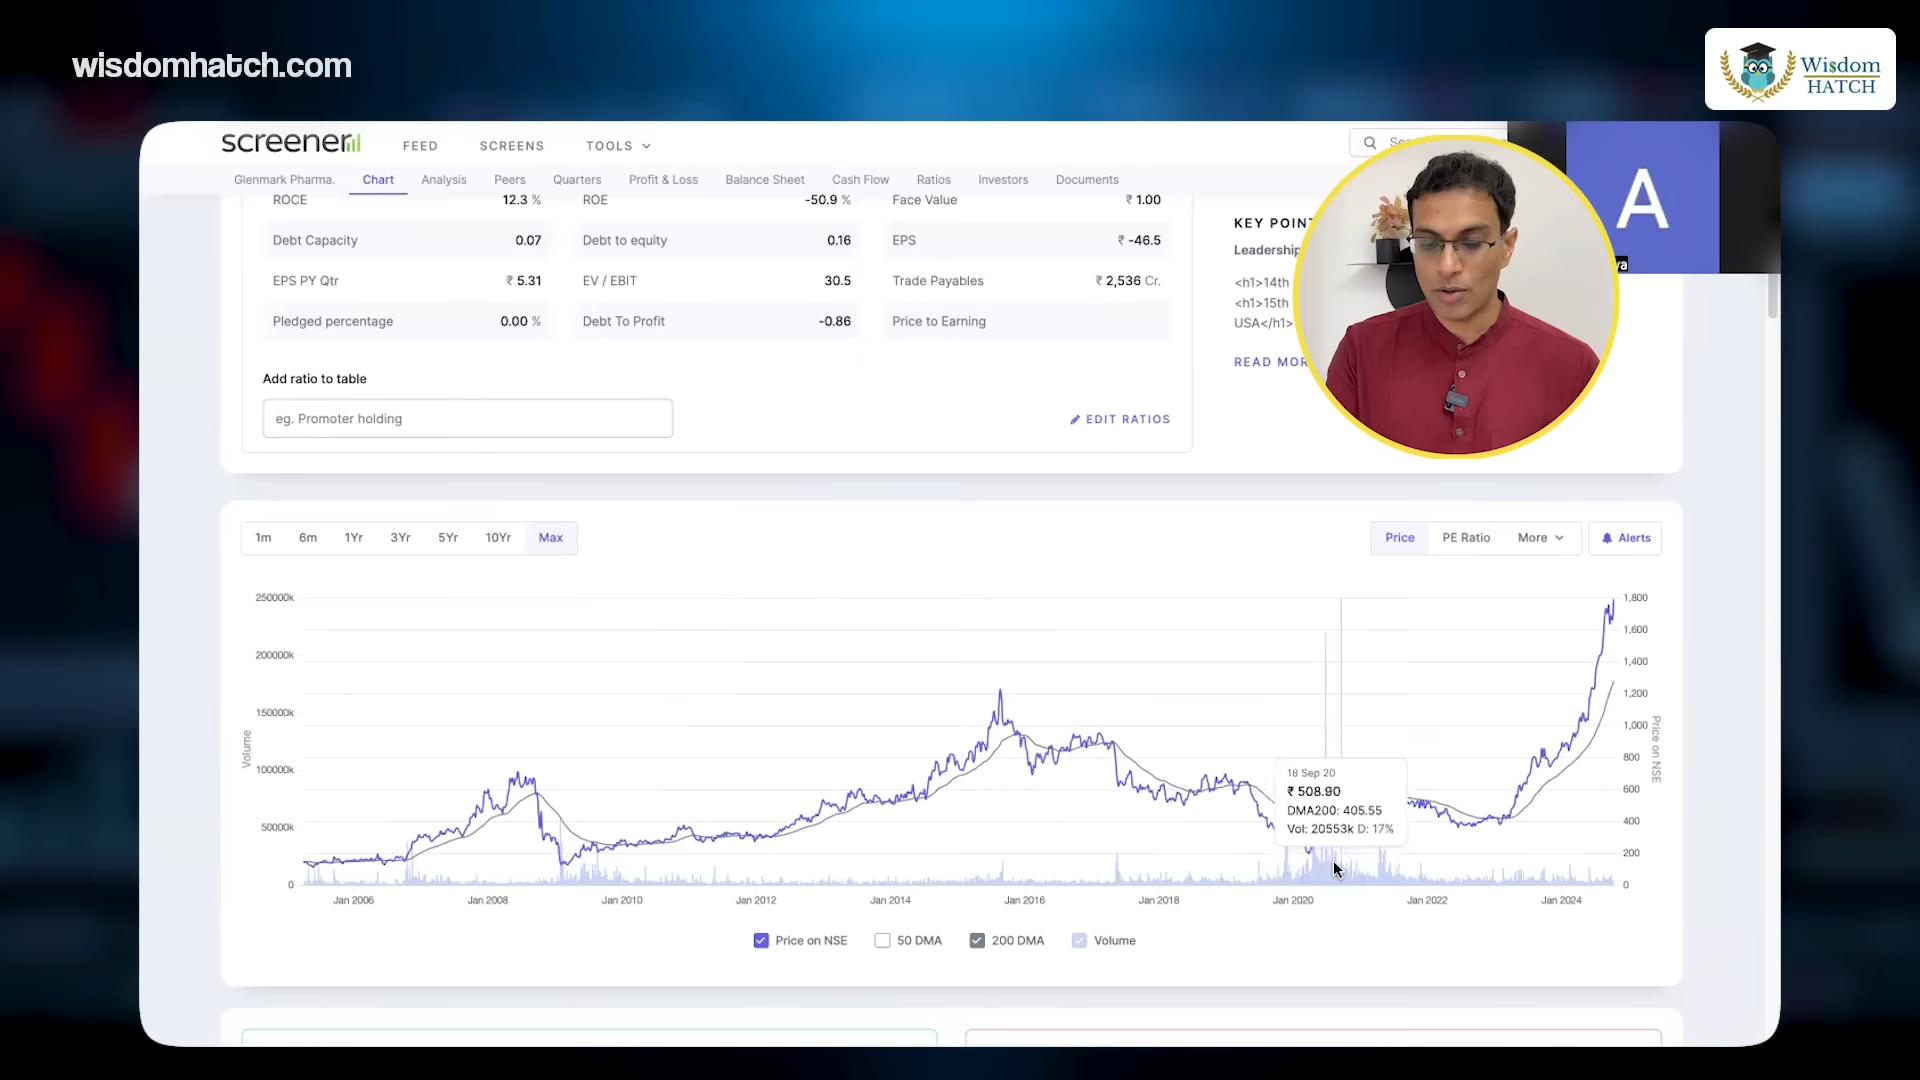 wisdomhatch.com
Wisdom
HATCH
screener
FEED
SCREENS
TOOLS
Glenmark Pharma.
Chart
Analysis
Peers
Quarters
Profit & Loss
Balance Sheet
Cash Flow
Ratios
Investors
Documents
A
ROCE 12.3 %
ROE -50.9 %
Face Value ₹ 1.00
Debt Capacity 0.07
Debt to equity 0.16
EPS ₹ -46.5
EPS PY Qtr ₹ 5.31
EV / EBIT 30.5
Trade Payables ₹ 2,536 Cr.
Pledged percentage 0.00 %
Debt To Profit -0.86
Price to Earning
Add ratio to table
eg. Promoter holding
EDIT RATIOS
KEY
Leadership
<h1>14th
<h1>15th
USA</h1>
READ
1m 6m 1Yr 3Yr 5Yr 10Yr Max
Price PE Ratio More
Alerts
250000k
200000k
150000k
100000k
50000k
0
Volume
1,800
1,600
1,400
1,200
1,000
800
600
400
200
0
Price on NSE
18 Sep 20
₹ 508.90
DMA200: 405.55
Vol: 20553k D: 17%
Jan 2006 Jan 2008 Jan 2010 Jan 2012 Jan 2014 Jan 2016 Jan 2018 Jan 2020 Jan 2022 Jan 2024
Price on NSE
50 DMA
200 DMA
Volume